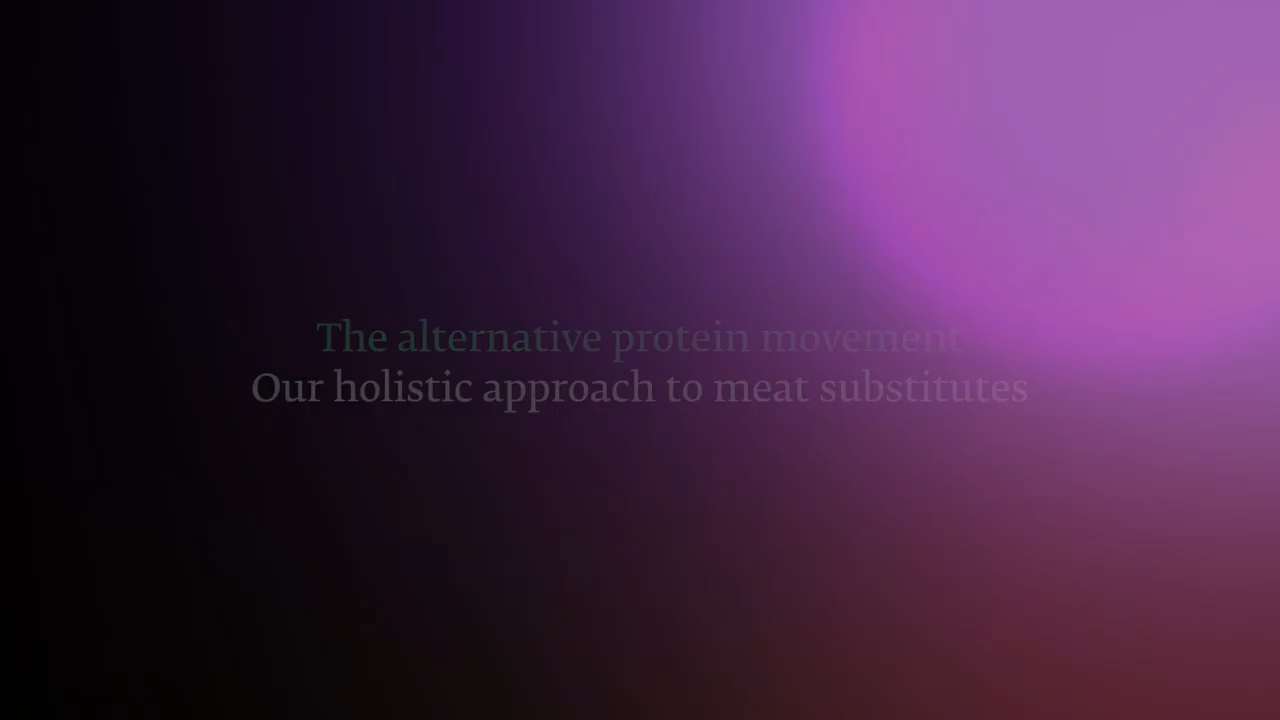 The alternative protein movement
Our holistic approach to meat substitutes